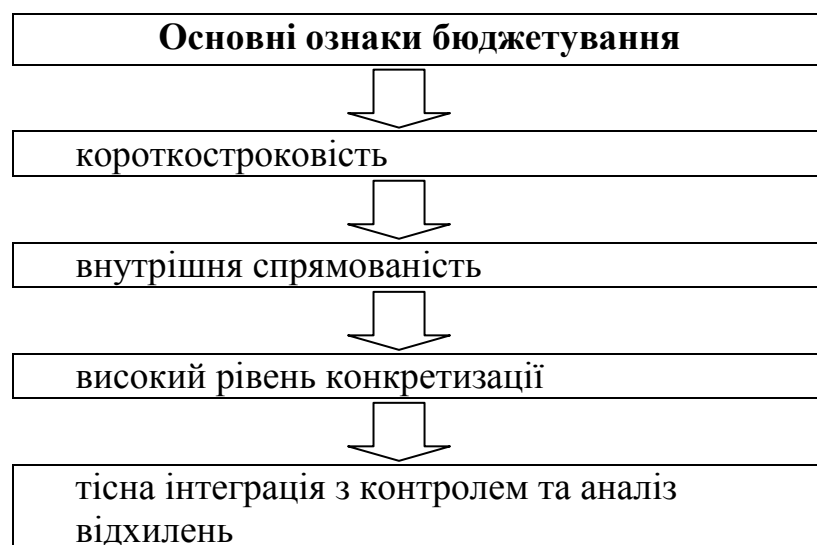 Основні ознаки бюджетування
короткостроковість
внутрішня спрямованість
високий рівень конкретизації
тісна інтеграція з контролем та аналіз
відхилень